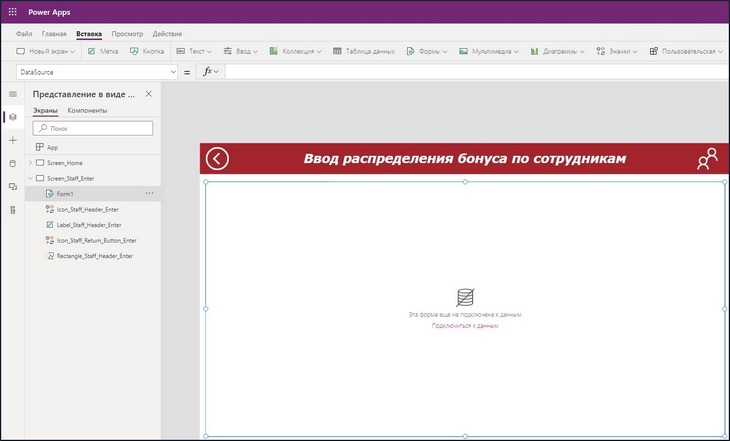 Power Apps
Файл Главная Вставка Просмотр Действие
Новый экран Метка Кнопка Текст Ввод Коллекция Таблица данных Формы Мультимедиа Диаграммы Значки Пользовательская
DataSource = fx
Представление в виде ...
Экраны Компоненты
Поиск
App
Screen_Home
Screen_Staff_Enter
Form1
Icon_Staff_Header_Enter
Label_Staff_Header_Enter
Icon_Staff_Return_Button_Enter
Rectangle_Staff_Header_Enter
Ввод распределения бонуса по сотрудникам
Эта форма еще не подключена к данным
Подключиться к данным